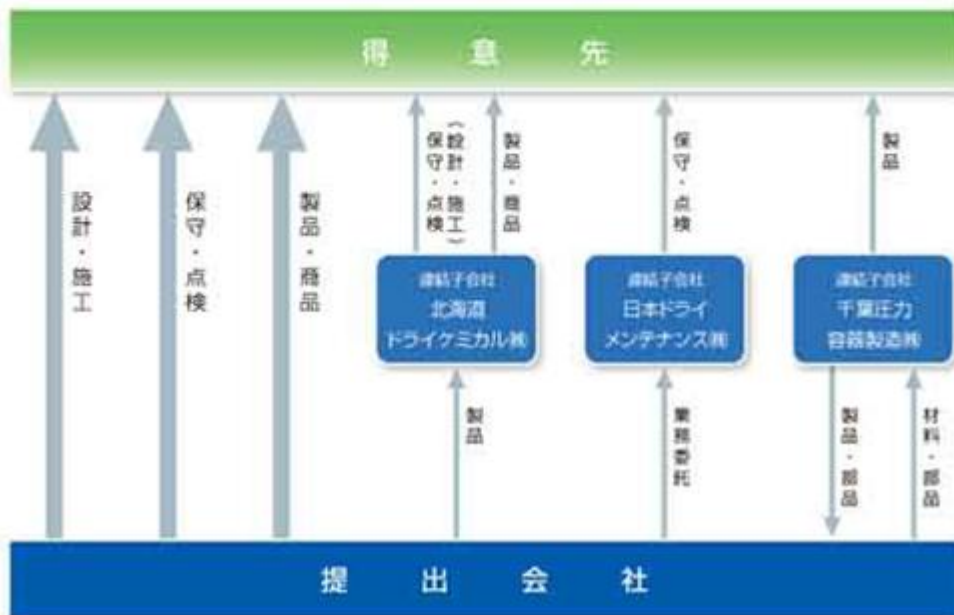 得意先
設計・施工
保守・点検
製品・商品
保守・点検
(設計・施工)
製品・商品
保守・点検
製品
連結子会社
北海道
ドライケミカル㈱
連結子会社
日本ドライ
メンテナンス㈱
連結子会社
千葉圧力
容器製造㈱
製品
業務委託
製品・部品
材料・部品
提出会社